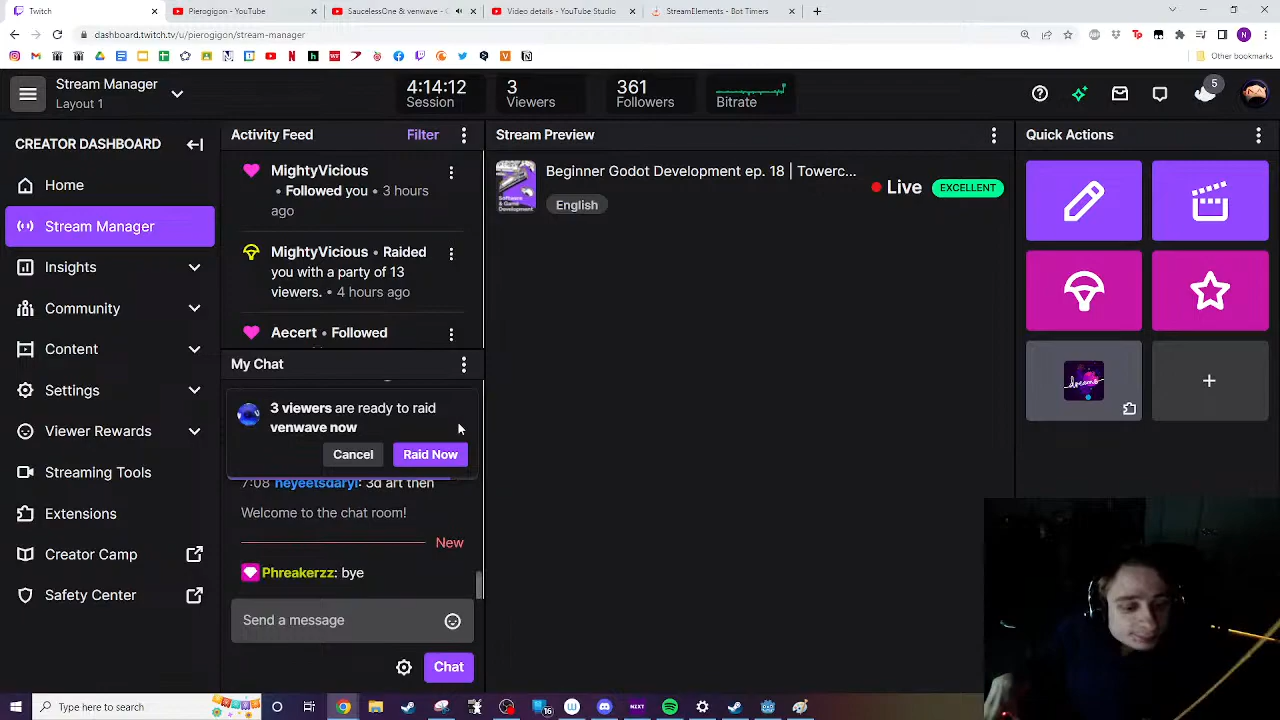 Twitch
Pierogigon - YouTube
SaucelessOne & venwave -
Video details - YouTube Studio
StreamElements - Bot Timers
dashboard.twitch.tv/u/pierogigon/stream-manager
Other bookmarks
Stream Manager
Layout 1
4:14:12
Session
3
Viewers
361
Followers
Bitrate
5
CREATOR DASHBOARD
Home
Stream Manager
Insights
Community
Content
Settings
Viewer Rewards
Streaming Tools
Extensions
Creator Camp
Safety Center
Activity Feed
Filter
MightyVicious
• Followed you • 3 hours
ago
MightyVicious • Raided
you with a party of 13
viewers. • 4 hours ago
Aecert • Followed
My Chat
3 viewers are ready to raid
venwave now
Cancel
Raid Now
7:08 heyeetsdaryl: 3d art then
Welcome to the chat room!
New
Phreakerzz: bye
Send a message
Chat
Stream Preview
Beginner Godot Development ep. 18 | Towerc...
English
Live
EXCELLENT
Quick Actions
dreams
Type here to search